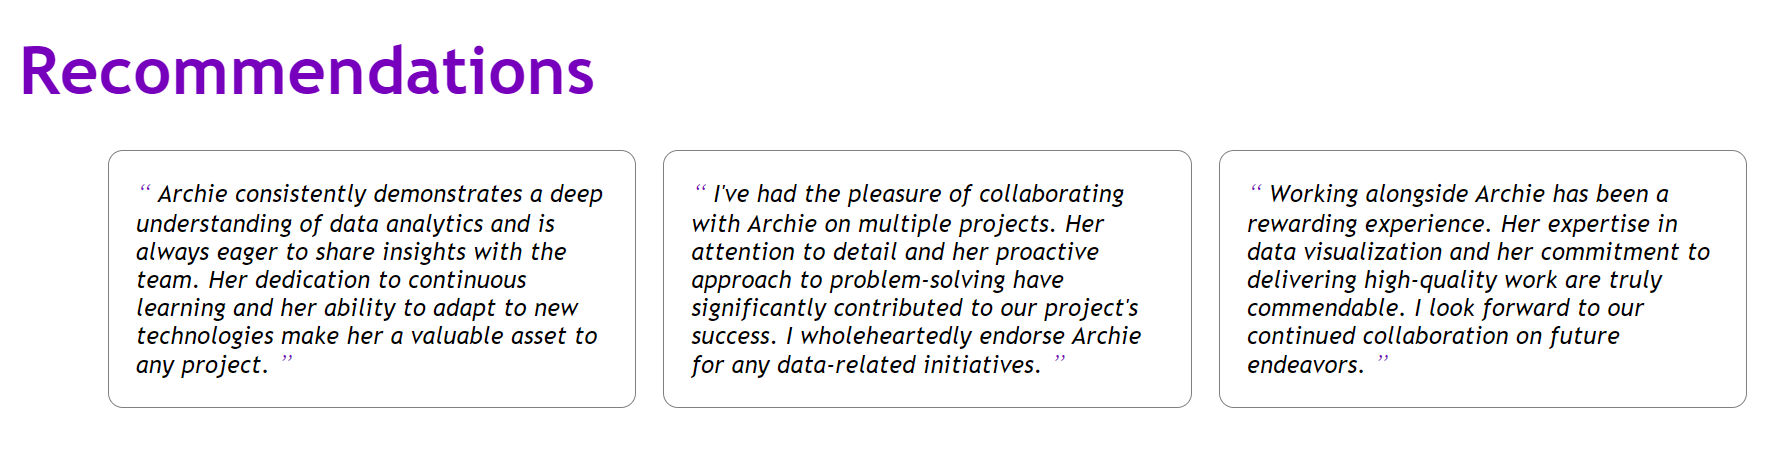 Recommendations
“ Archie consistently demonstrates a deep
understanding of data analytics and is
always eager to share insights with the
team. Her dedication to continuous
learning and her ability to adapt to new
technologies make her a valuable asset to
any project. ”
“ I've had the pleasure of collaborating
with Archie on multiple projects. Her
attention to detail and her proactive
approach to problem-solving have
significantly contributed to our project's
success. I wholeheartedly endorse Archie
for any data-related initiatives. ”
“ Working alongside Archie has been a
rewarding experience. Her expertise in
data visualization and her commitment to
delivering high-quality work are truly
commendable. I look forward to our
continued collaboration on future
endeavors. ”